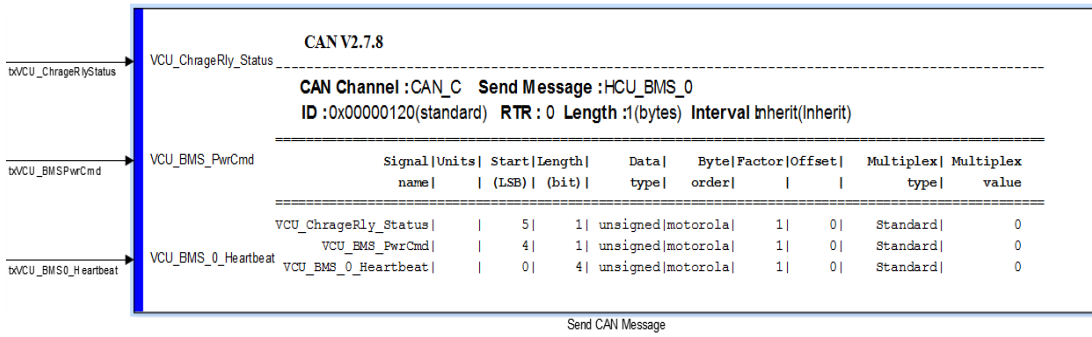 CAN V2.7.8
txVCU_ChrageRlyStatus
VCU_ChrageRly_Status
CAN Channel :CAN_C Send Message :HCU_BMS_0
ID :0x00000120(standard) RTR : 0 Length :1(bytes) Interval :Inherit(Inherit)
txVCU_BMSPwrCmd
VCU_BMS_PwrCmd
Signal|Units| Start|Length| Data| Byte|Factor|Offset| Multiplex| Multiplex
name| | (LSB)| (bit)| type| order| | | type| value
VCU_ChrageRly_Status| | 5| 1| unsigned|motorola| 1| 0| Standard| 0
VCU_BMS_PwrCmd| | 4| 1| unsigned|motorola| 1| 0| Standard| 0
VCU_BMS_0_Heartbeat| | 0| 4| unsigned|motorola| 1| 0| Standard| 0
txVCU_BMS0_Heartbeat
VCU_BMS_0_Heartbeat
Send CAN Message